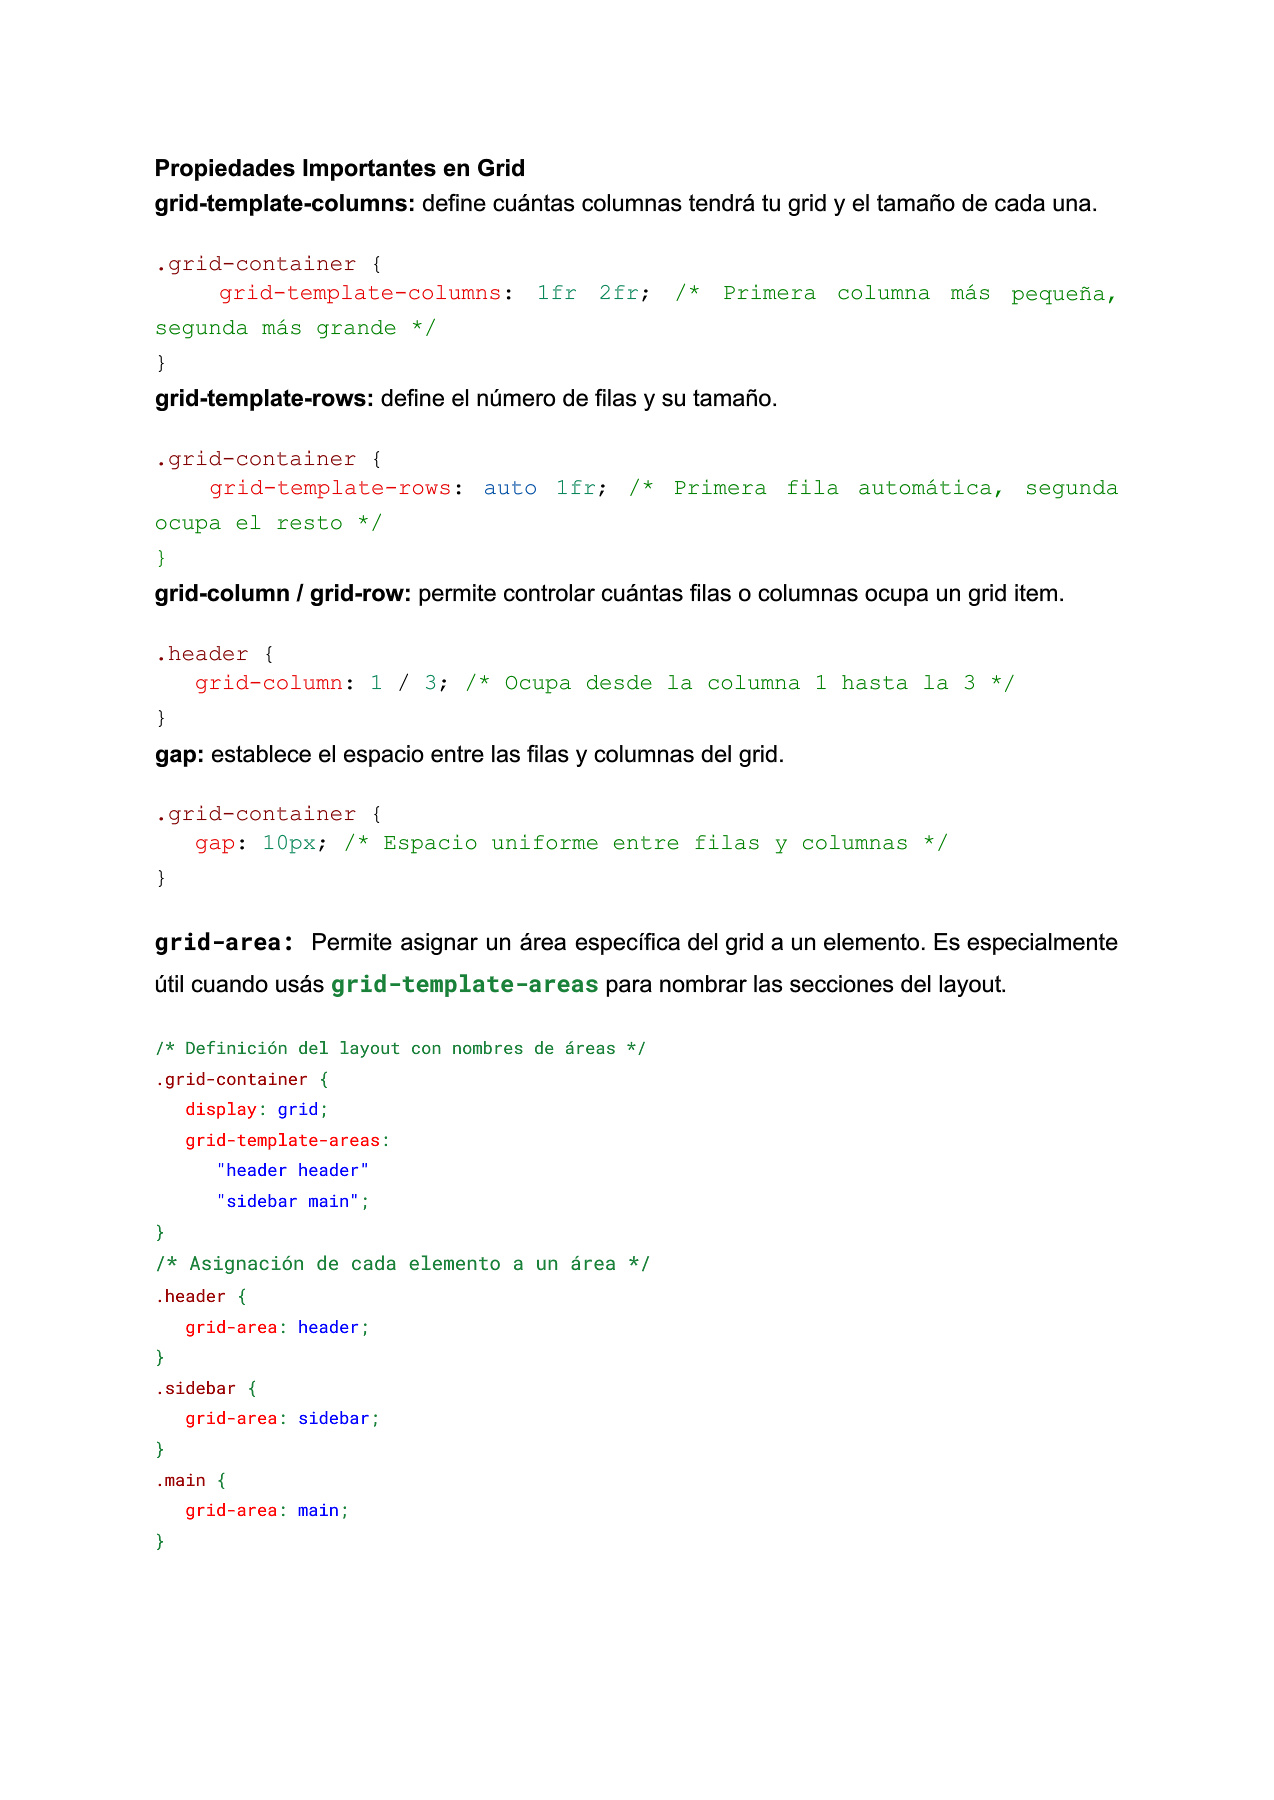 Propiedades Importantes en Grid
grid-template-columns: define cuántas columnas tendrá tu grid y el tamaño de cada una.
.grid-container {
grid-template-columns: 1fr 2fr; /* Primera columna más pequeña,
segunda más grande */
}
grid-template-rows: define el número de filas y su tamaño.
.grid-container {
grid-template-rows: auto 1fr; /* Primera fila automática, segunda
ocupa el resto */
}
grid-column / grid-row: permite controlar cuántas filas o columnas ocupa un grid item.
.header {
grid-column: 1 / 3; /* Ocupa desde la columna 1 hasta la 3 */
}
gap: establece el espacio entre las filas y columnas del grid.
.grid-container {
gap: 10px; /* Espacio uniforme entre filas y columnas */
}
grid-area: Permite asignar un área específica del grid a un elemento. Es especialmente
útil cuando usás grid-template-areas para nombrar las secciones del layout.
/* Definición del layout con nombres de áreas */
.grid-container {
display: grid;
grid-template-areas:
"header header"
"sidebar main";
}
/* Asignación de cada elemento a un área */
.header {
grid-area: header;
}
.sidebar {
grid-area: sidebar;
}
.main {
grid-area: main;
}